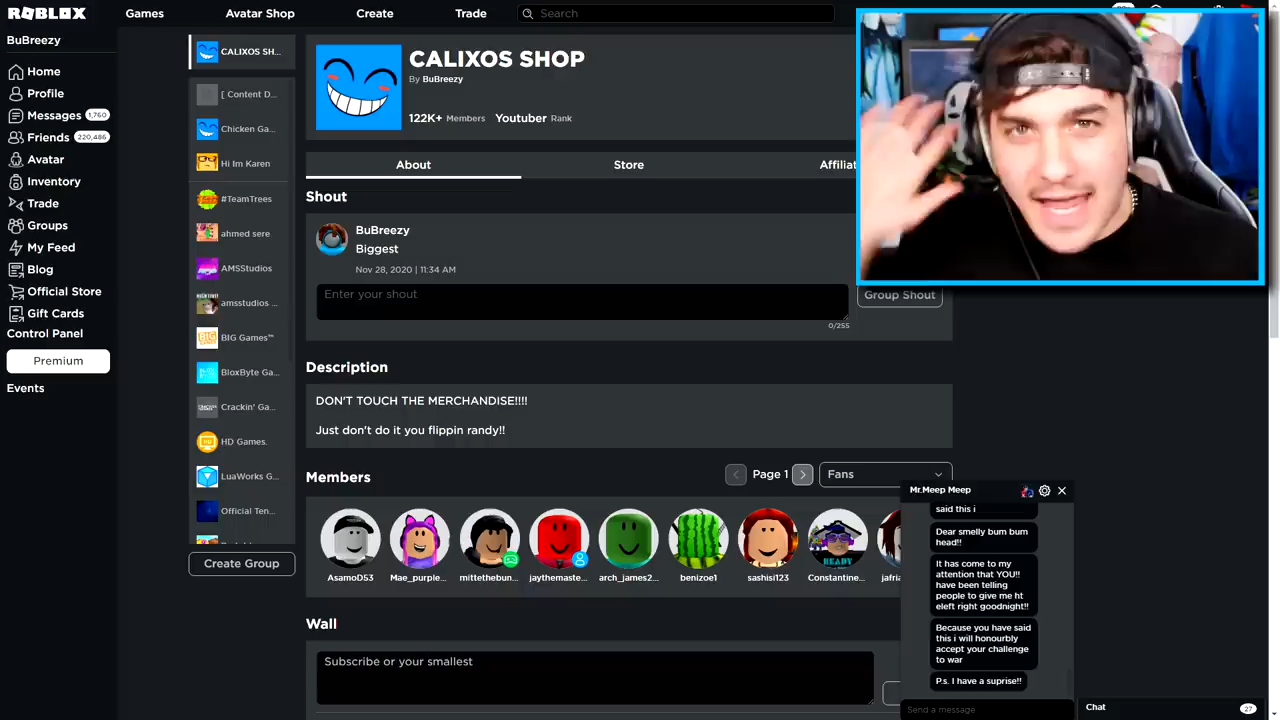 ROBLOX
Games
Avatar Shop
Create
Trade
Search
BuBreezy
Home
Profile
Messages 1,760
Friends 220,486
Avatar
Inventory
Trade
Groups
My Feed
Blog
Official Store
Gift Cards
Control Panel
Premium
Events
CALIXOS SH...
[ Content D...
Chicken Ga...
Hi Im Karen
#TeamTrees
ahmed sere
AMSStudios
amsstudios ...
BIG Games™
BloxByte Ga...
Crackin' Ga...
HD Games.
LuaWorks G...
Official Ten...
Create Group
CALIXOS SHOP
By BuBreezy
122K+ Members Youtuber Rank
About
Store
Affiliat
Shout
BuBreezy
Biggest
Nov 28, 2020 | 11:34 AM
Enter your shout
Group Shout
0/255
Description
DON'T TOUCH THE MERCHANDISE!!!!
Just don't do it you flippin randy!!
Members
Page 1
Fans
AsamoD53
Mae_purple...
mittethebun...
jaythemaste...
arch_james2...
benizoe1
sashisi123
READY
Constantine...
jafria
Wall
Subscribe or your smallest
Mr.Meep Meep
said this i
Dear smelly bum bum
head!!
It has come to my
attention that YOU!!
have been telling
people to give me ht
eleft right goodnight!!
Because you have said
this i will honourbly
accept your challenge
to war
P.s. I have a suprise!!
Send a message
Chat
27